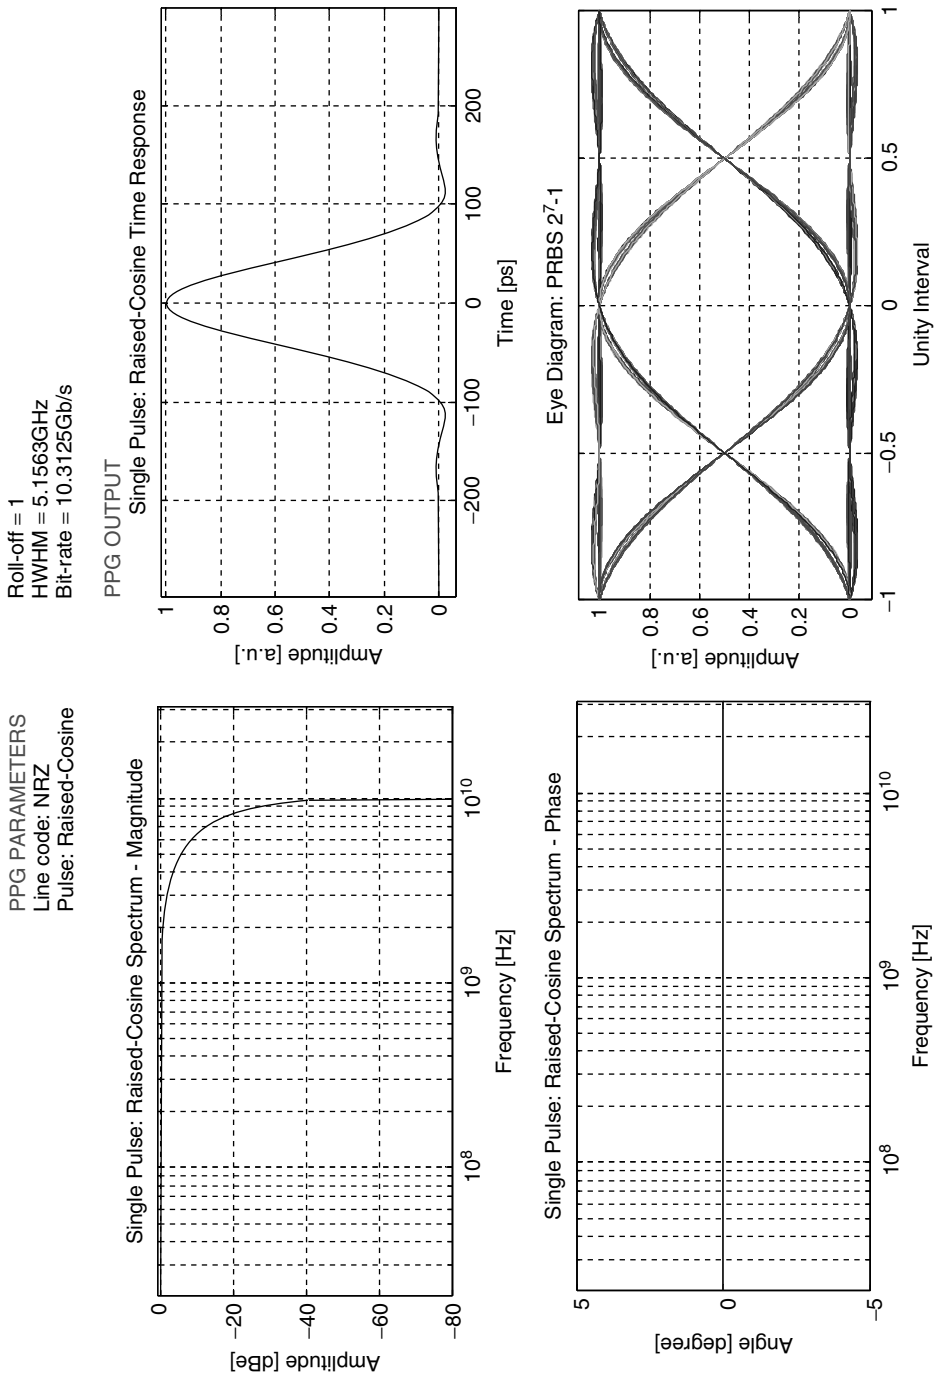 PPG PARAMETERS
Line code: NRZ
Pulse: Raised-Cosine
Roll-off = 1
HWHM = 5.1563GHz
Bit-rate = 10.3125Gb/s
PPG OUTPUT
Single Pulse: Raised-Cosine Spectrum - Magnitude
Amplitude [dBe]
0
−20
−40
−60
−80
10^8
10^9
10^10
Frequency [Hz]
Single Pulse: Raised-Cosine Time Response
Amplitude [a.u.]
1
0.8
0.6
0.4
0.2
0
−200
−100
0
100
200
Time [ps]
Single Pulse: Raised-Cosine Spectrum - Phase
Angle [degree]
5
0
−5
10^8
10^9
10^10
Frequency [Hz]
Eye Diagram: PRBS 2^7-1
Amplitude [a.u.]
1
0.8
0.6
0.4
0.2
0
−1
−0.5
0
0.5
1
Unity Interval